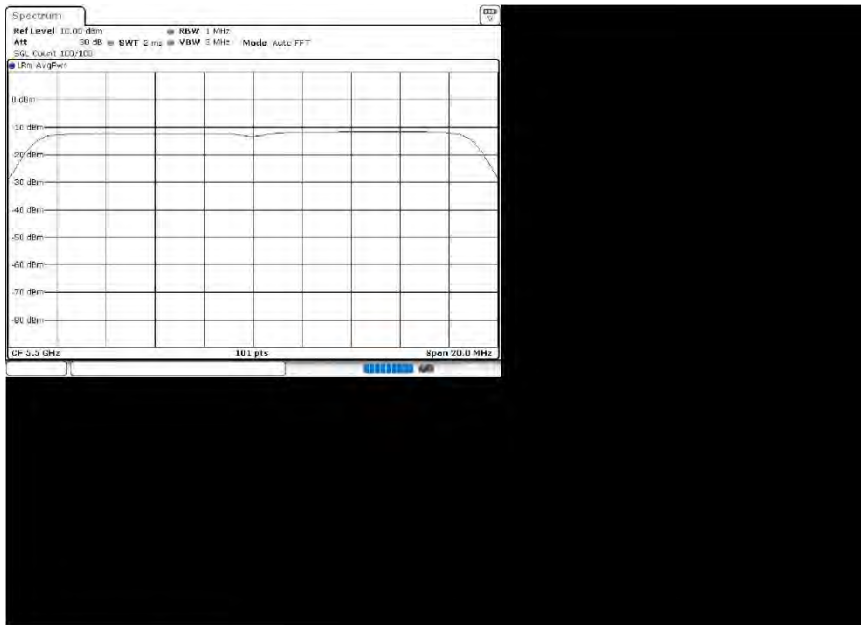 Spectrum
Ref Level 10.00 dBm RBW 1 MHz
Att 30 dB SWT 2 ms VBW 3 MHz Mode Auto FFT
SGL Count 100/100
1Rm AvgPwr
0 dBm
-10 dBm
-20 dBm
-30 dBm
-40 dBm
-50 dBm
-60 dBm
-70 dBm
-80 dBm
CF 5.5 GHz 101 pts Span 20.0 MHz